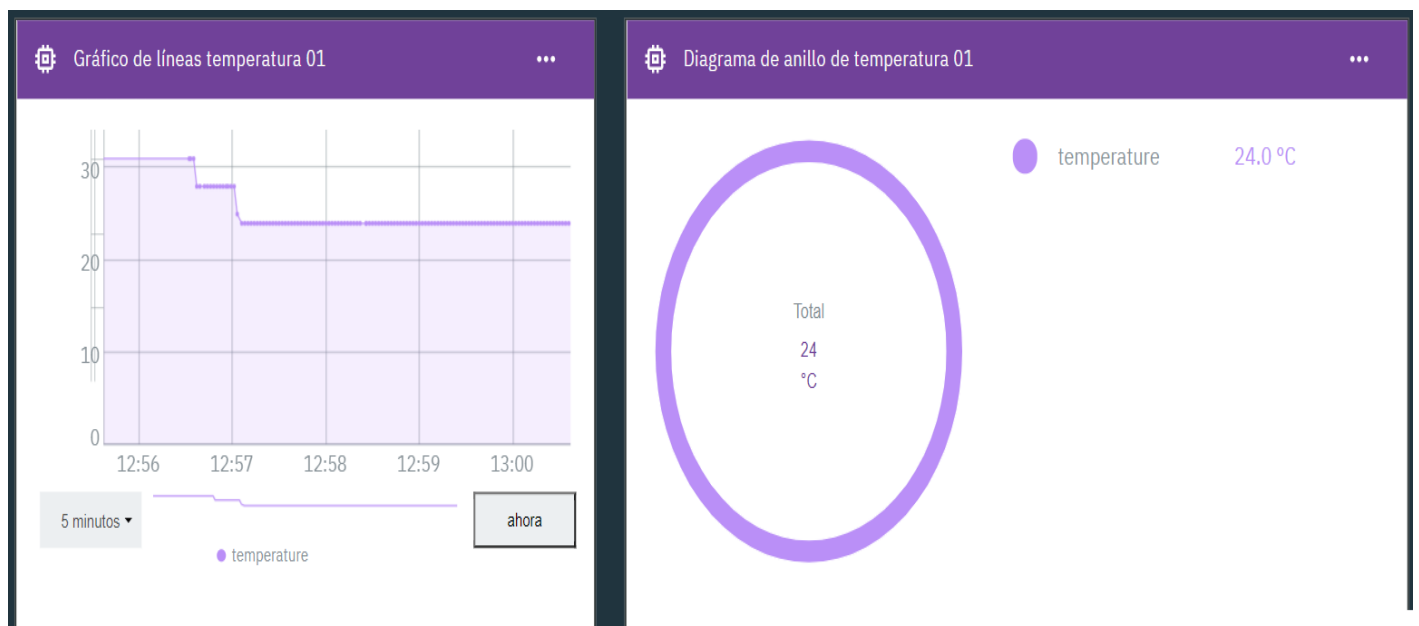 Gráfico de líneas temperatura 01
30
20
10
0
12:56 12:57 12:58 12:59 13:00
5 minutos
ahora
temperature
Diagrama de anillo de temperatura 01
temperature 24.0 ºC
Total
24
°C